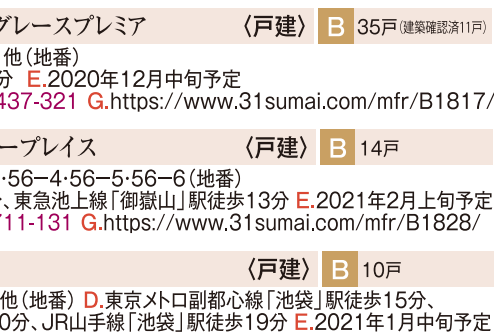 グレースプレミア 〈戸建〉 B 35戸(建築確認済11戸)
他(地番)
分 E.2020年12月中旬予定
437-321 G.https://www.31sumai.com/mfr/B1817/
ープレイス 〈戸建〉 B 14戸
・56−4・56−5・56−6(地番)
、東急池上線「御嶽山」駅徒歩13分 E.2021年2月上旬予定
711-131 G.https://www.31sumai.com/mfr/B1828/
〈戸建〉 B 10戸
他(地番) D.東京メトロ副都心線「池袋」駅徒歩15分、
0分、JR山手線「池袋」駅徒歩19分 E.2021年1月中旬予定